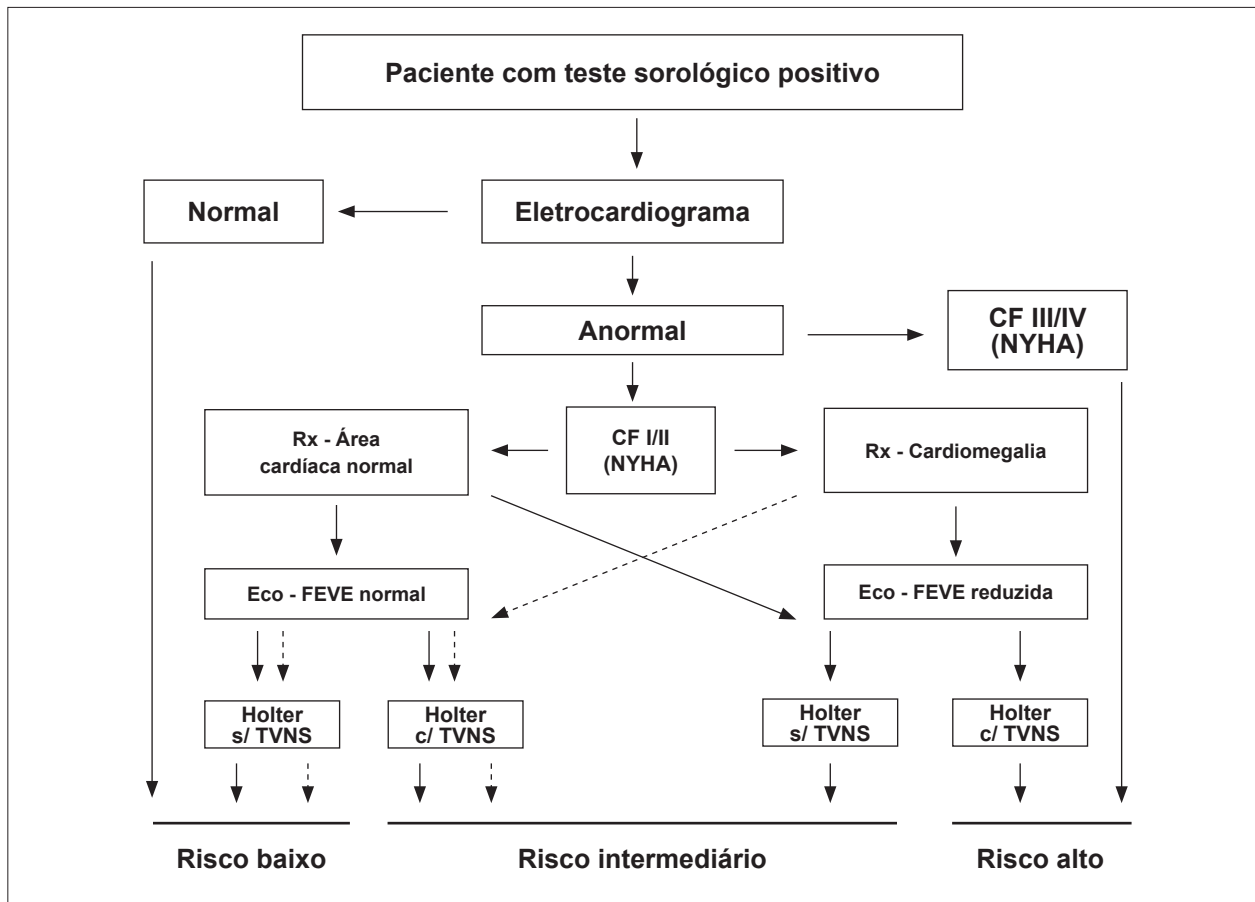 Paciente com teste sorológico positivo
Normal
Eletrocardiograma
Anormal
CF III/IV
(NYHA)
Rx - Área
cardíaca normal
CF I/II
(NYHA)
Rx - Cardiomegalia
Eco - FEVE normal
Eco - FEVE reduzida
Holter
s/ TVNS
Holter
c/ TVNS
Holter
s/ TVNS
Holter
c/ TVNS
Risco baixo
Risco intermediário
Risco alto